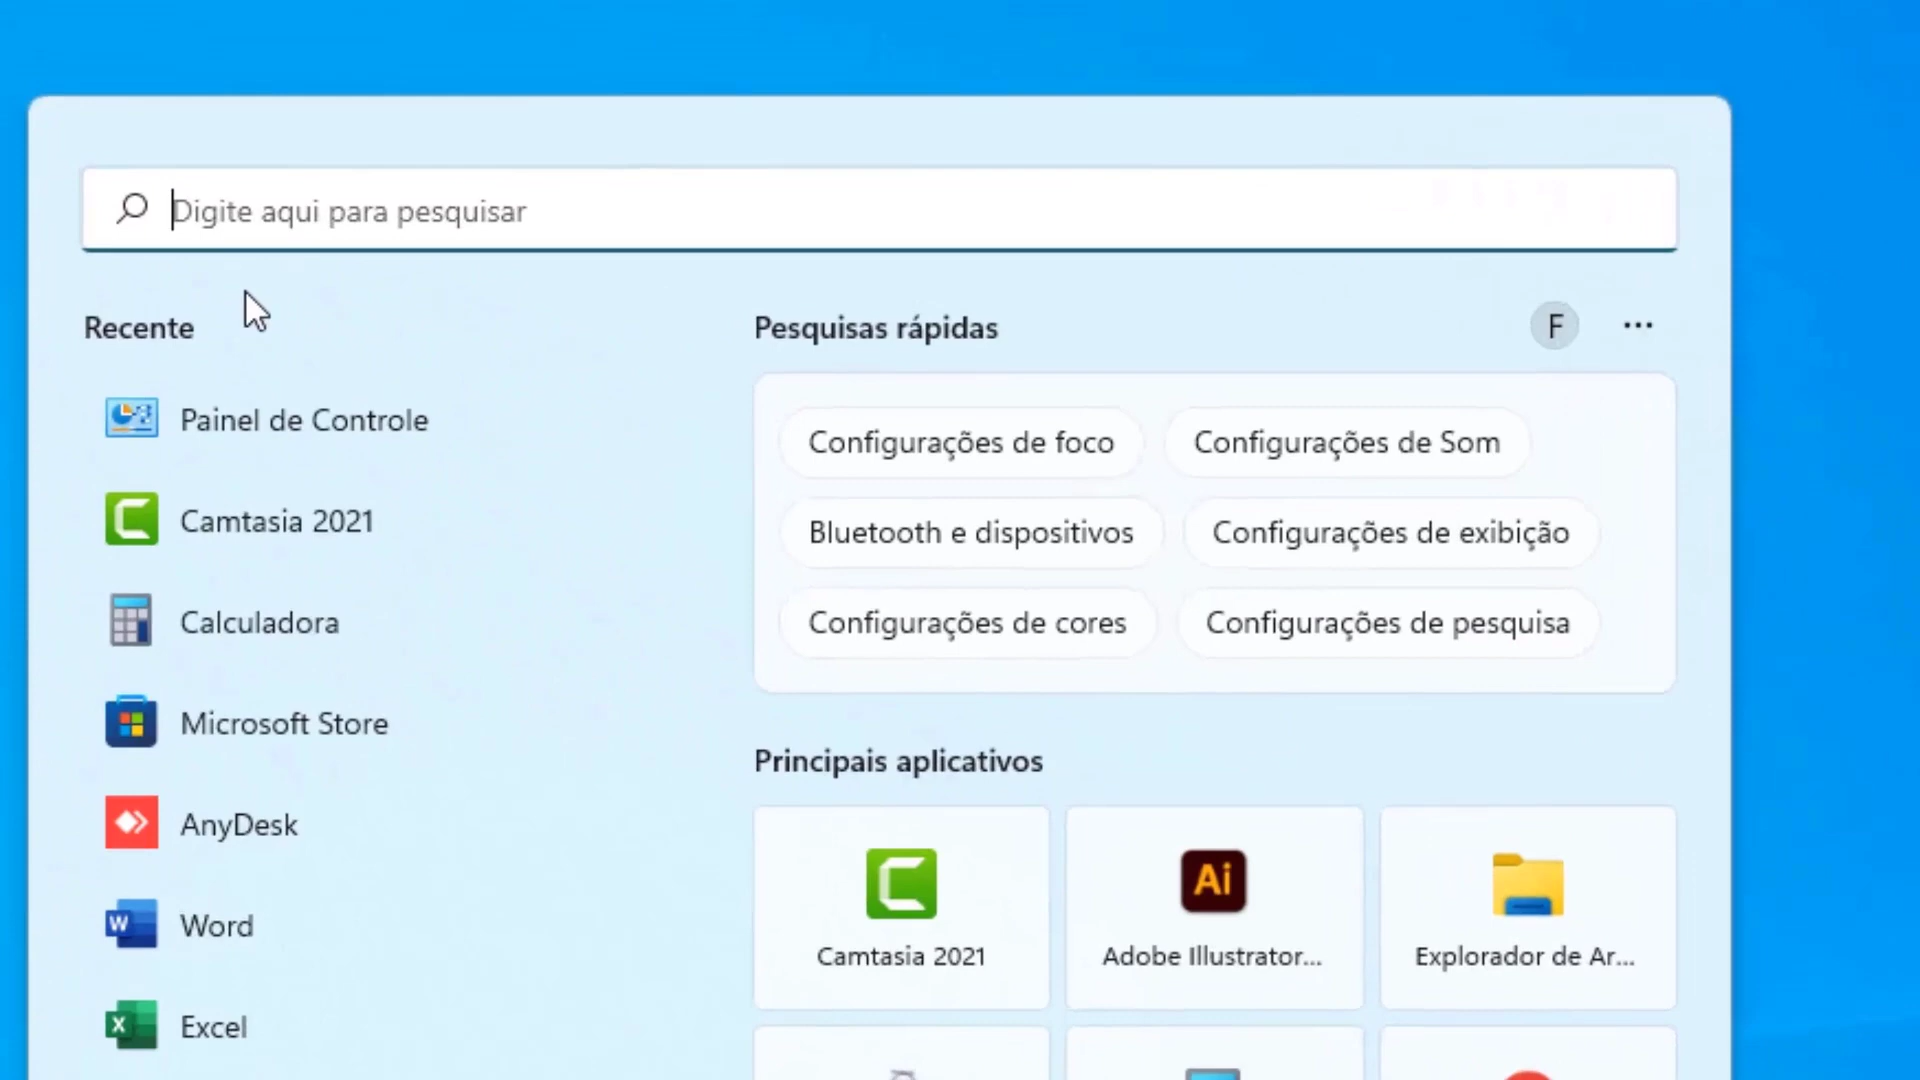 Digite aqui para pesquisar
Recente
Painel de Controle
Camtasia 2021
Calculadora
Microsoft Store
AnyDesk
W Word
X Excel
Pesquisas rápidas
F ...
Configurações de foco
Configurações de Som
Bluetooth e dispositivos
Configurações de exibição
Configurações de cores
Configurações de pesquisa
Principais aplicativos
Camtasia 2021
Ai
Adobe Illustrator...
Explorador de Ar...